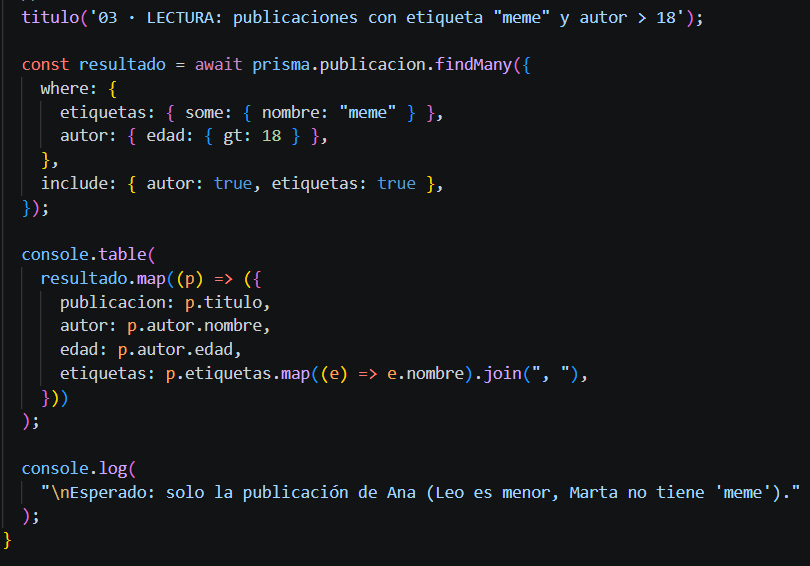 titulo('03 · LECTURA: publicaciones con etiqueta "meme" y autor > 18');
const resultado = await prisma.publicacion.findMany({
where: {
etiquetas: { some: { nombre: "meme" } },
autor: { edad: { gt: 18 } },
},
include: { autor: true, etiquetas: true },
});
console.table(
resultado.map((p) => ({
publicacion: p.titulo,
autor: p.autor.nombre,
edad: p.autor.edad,
etiquetas: p.etiquetas.map((e) => e.nombre).join(", "),
}))
);
console.log(
"\nEsperado: solo la publicación de Ana (Leo es menor, Marta no tiene 'meme')."
);
}